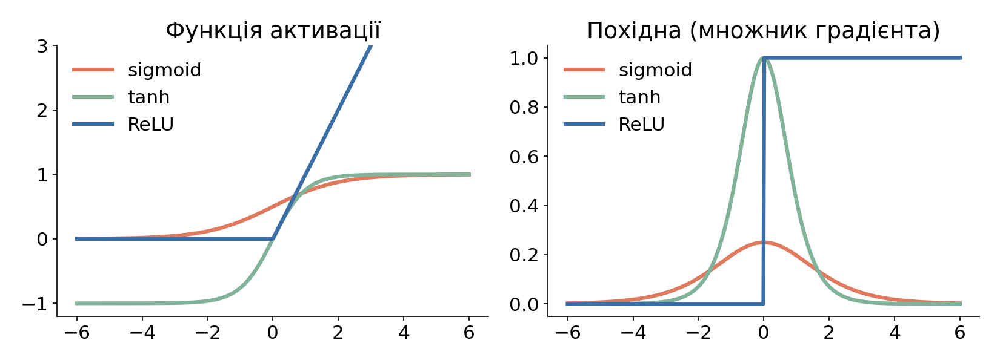 Функція активації
3
2
1
0
−1
sigmoid
tanh
ReLU
−6 −4 −2 0 2 4 6
Похідна (множник градієнта)
1.0
0.8
0.6
0.4
0.2
0.0
sigmoid
tanh
ReLU
−6 −4 −2 0 2 4 6